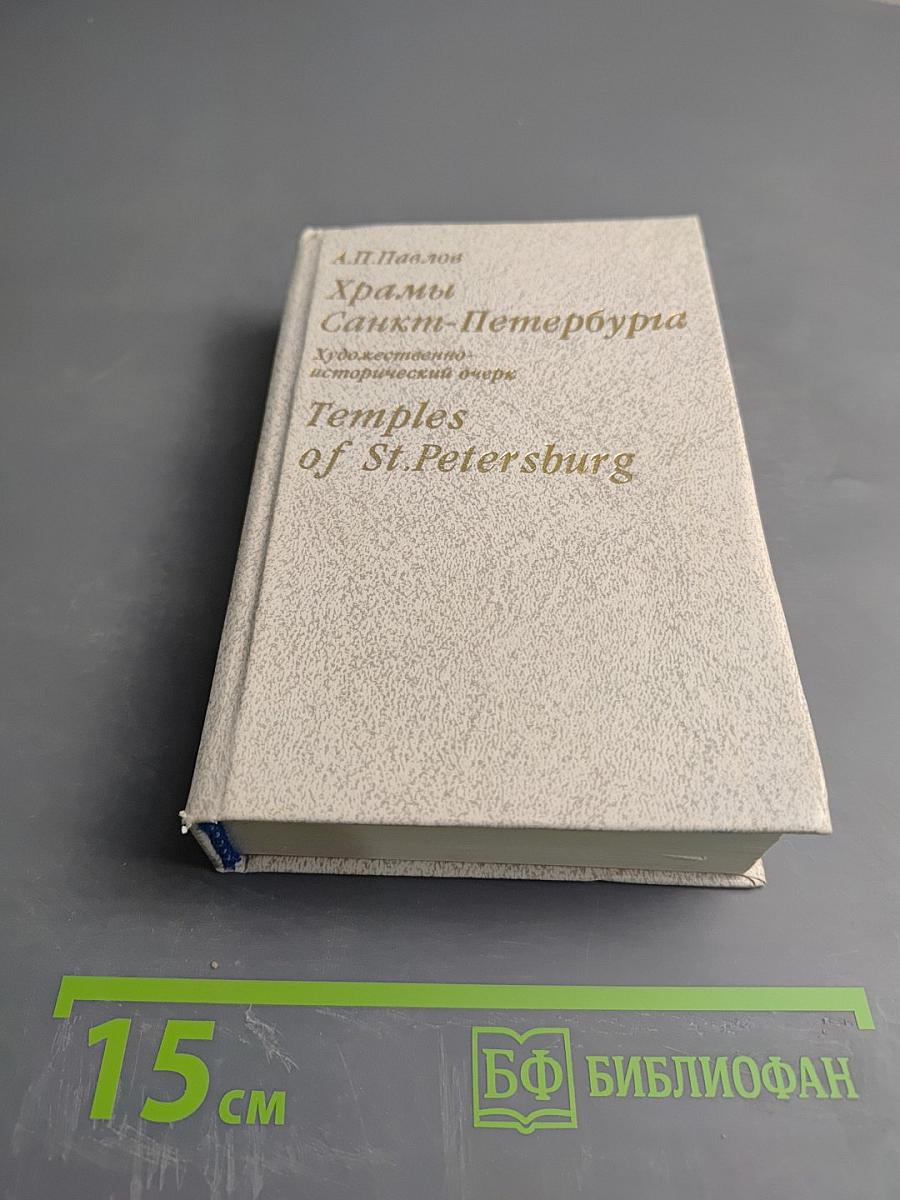 А.П.Павлов
Храмы
Санкт-Петербурга
Художественно-
исторический очерк
Temples
of St.Petersburg
15 см
БФ БИБЛИОФАН